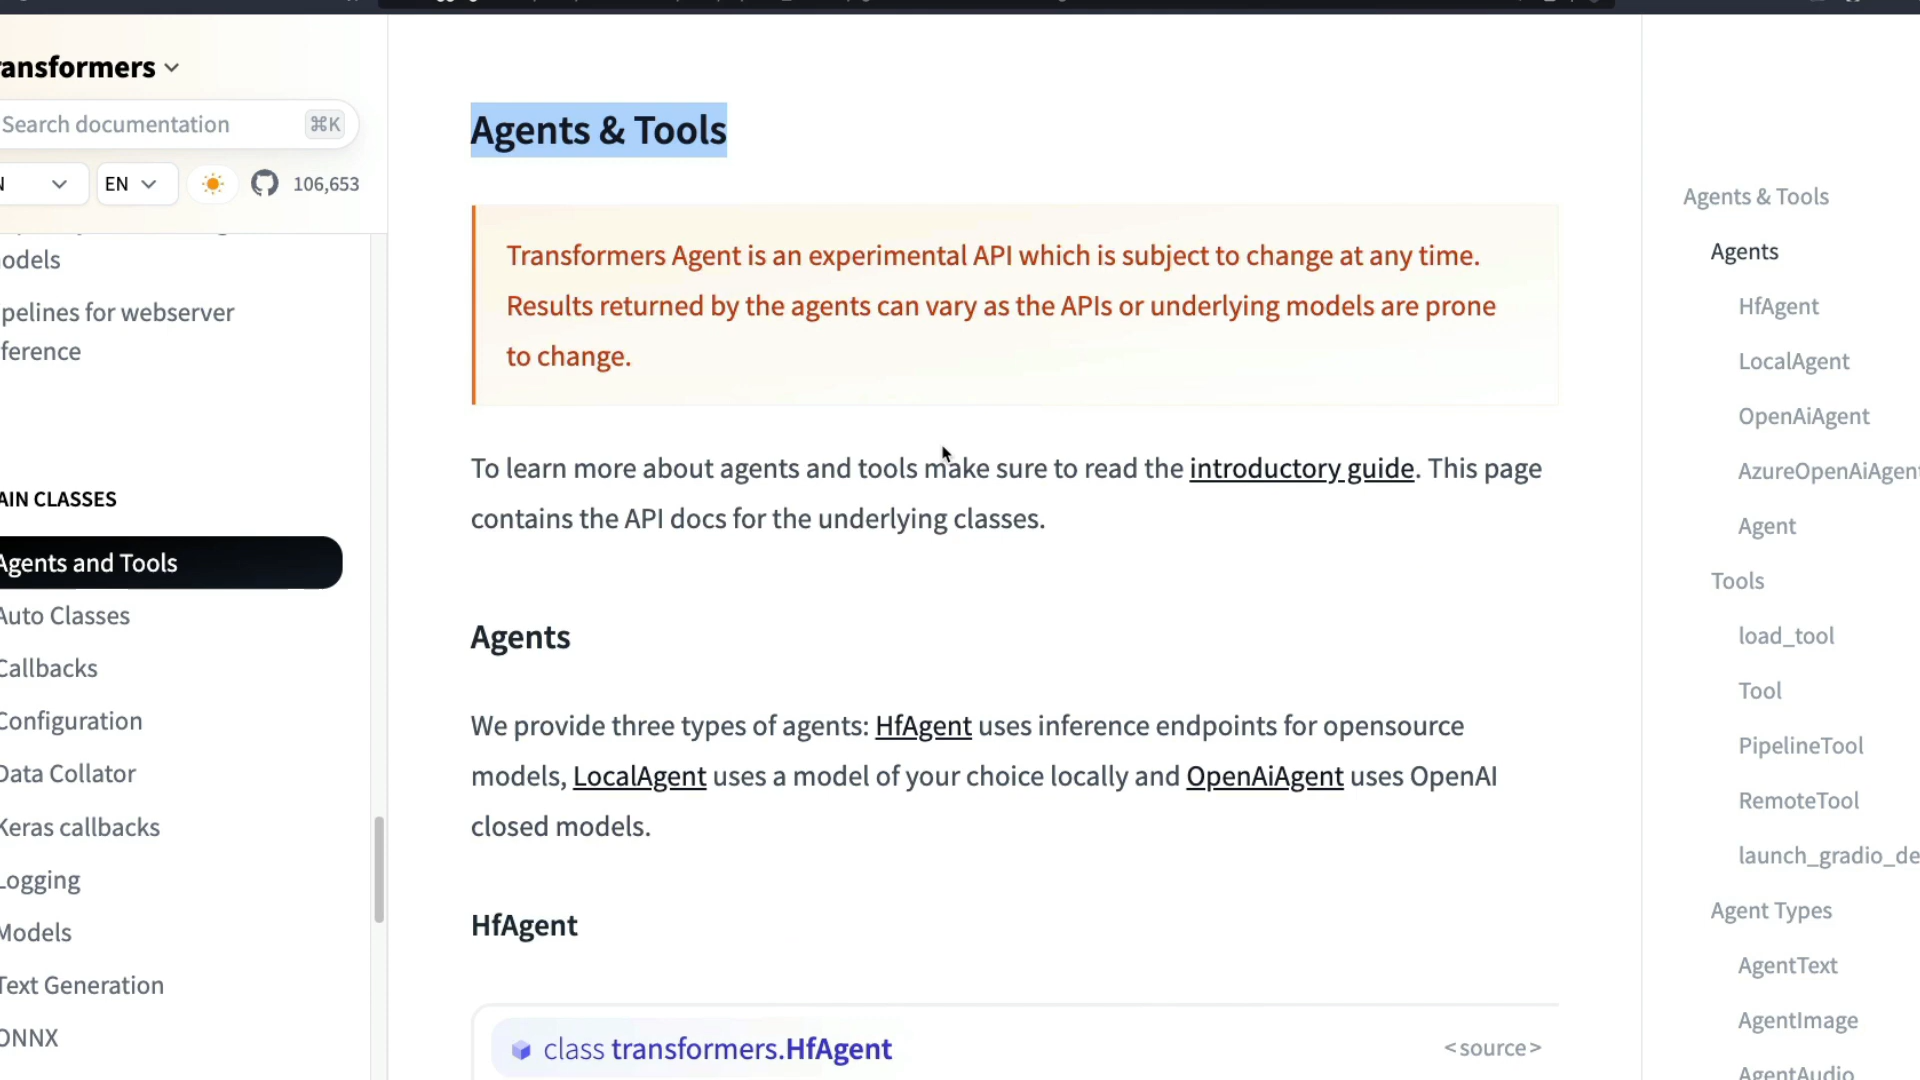 ansformers
Search documentation
⌘K
EN
106,653
odels
pelines for webserver
ference
AIN CLASSES
Agents and Tools
Auto Classes
Callbacks
Configuration
Data Collator
Keras callbacks
Logging
Models
Text Generation
ONNX
Agents & Tools
Transformers Agent is an experimental API which is subject to change at any time.
Results returned by the agents can vary as the APIs or underlying models are prone
to change.
To learn more about agents and tools make sure to read the introductory guide. This page
contains the API docs for the underlying classes.
Agents
We provide three types of agents: HfAgent uses inference endpoints for opensource
models, LocalAgent uses a model of your choice locally and OpenAiAgent uses OpenAI
closed models.
HfAgent
class transformers.HfAgent
<source>
Agents & Tools
Agents
HfAgent
LocalAgent
OpenAiAgent
AzureOpenAiAgent
Agent
Tools
load_tool
Tool
PipelineTool
RemoteTool
launch_gradio_de
Agent Types
AgentText
AgentImage
AgentAudio